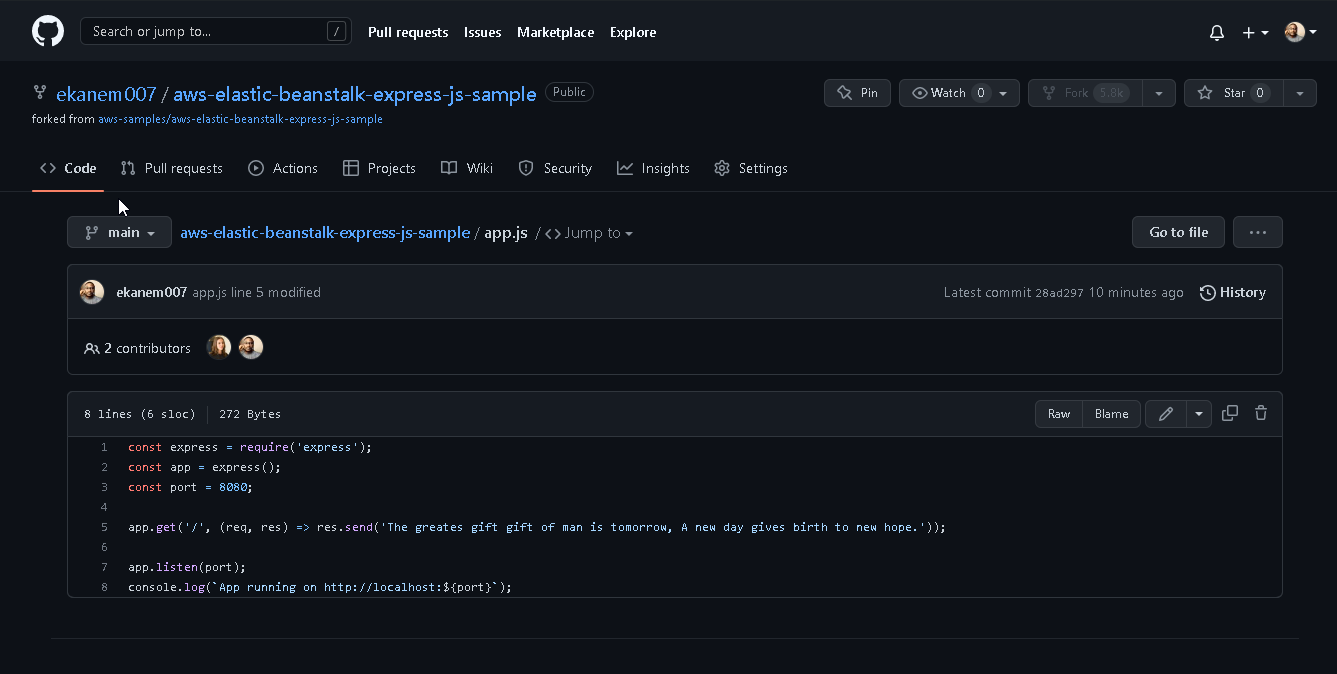 Search or jump to... /
Pull requests Issues Marketplace Explore
ekanem007 / aws-elastic-beanstalk-express-js-sample Public
Pin Watch 0 Fork 5.8k Star 0
forked from aws-samples/aws-elastic-beanstalk-express-js-sample
Code Pull requests Actions Projects Wiki Security Insights Settings
main aws-elastic-beanstalk-express-js-sample / app.js / <> Jump to Go to file ...
ekanem007 app.js line 5 modified Latest commit 28ad297 10 minutes ago History
2 contributors
8 lines (6 sloc) 272 Bytes Raw Blame
1 const express = require('express');
2 const app = express();
3 const port = 8080;
4
5 app.get('/', (req, res) => res.send('The greates gift gift of man is tomorrow, A new day gives birth to new hope.'));
6
7 app.listen(port);
8 console.log(`App running on http://localhost:${port}`);